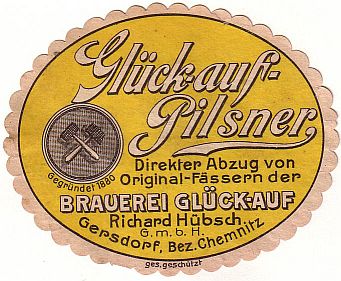 Glück-auf-
Pilsner
Gegründet 1880
Direkter Abzug von
Original-Fässern der
BRAUEREI GLÜCK-AUF
Richard Hübsch
G.m.b.H.
Gersdorf, Bez. Chemnitz
ges. geschützt